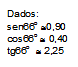 Dados:
sen66° ≃0,90
cos66° ≃ 0,40
tg66° ≃ 2,25